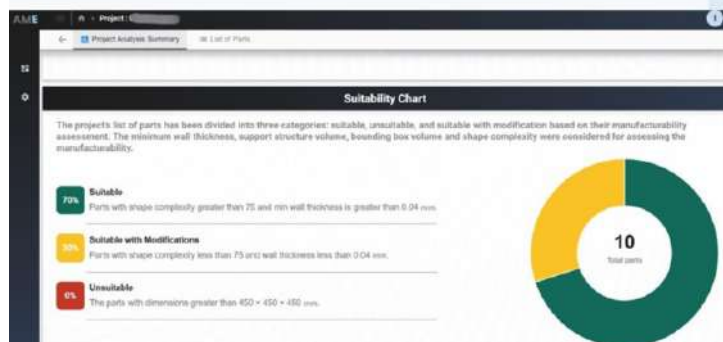 AME
Project:
Project Analysis Summary
List of Parts
Suitability Chart
The project's list of parts has been divided into three categories: suitable, unsuitable, and suitable with modification based on their manufacturability
assessment. The minimum wall thickness, support structure volume, bounding box volume and shape complexity were considered for assessing the
manufacturability.
70%
Suitable
Parts with shape complexity greater than 75 and min wall thickness is greater than 0.04 mm.
30%
Suitable with Modifications
Parts with shape complexity less than 75 and wall thickness less than 0.04 mm.
0%
Unsuitable
The parts with dimensions greater than 450 * 450 * 450 mm.
10
Total parts